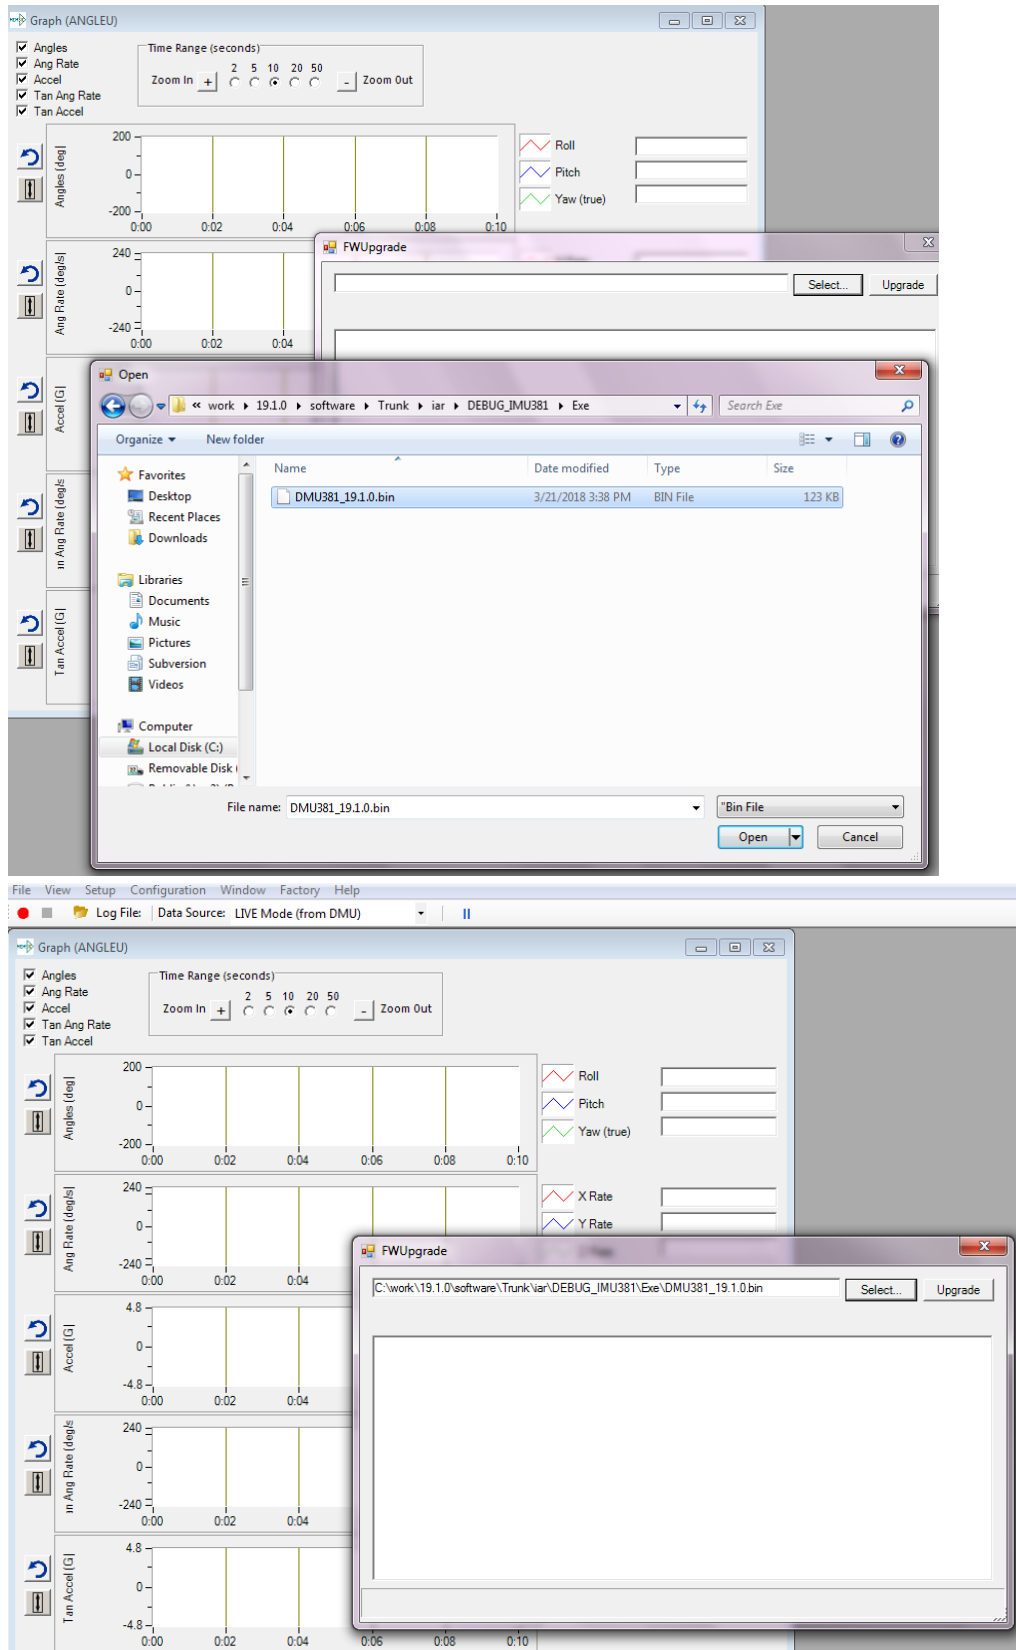 Graph (ANGLEU)
Angles
Ang Rate
Accel
Tan Ang Rate
Tan Accel
Time Range (seconds)
2 5 10 20 50
Zoom In + - Zoom Out
Angles [deg]
200
0
-200
0:00 0:02 0:04 0:06 0:08 0:10
Roll
Pitch
Yaw (true)
Ang Rate [deg/s]
240
0
-240
0:00 0:02 0:04
FWUpgrade
Select... Upgrade
Accel [G]
Open
« work 19.1.0 software Trunk iar DEBUG_IMU381 Exe
Search Exe
Organize New folder
Name Date modified Type Size
DMU381_19.1.0.bin 3/21/2018 3:38 PM BIN File 123 KB
Favorites
Desktop
Recent Places
Downloads
Libraries
Documents
Music
Pictures
Subversion
Videos
Computer
Local Disk (C:)
Removable Disk
Ang Rate [deg/s
Tan Accel [G]
File name: DMU381_19.1.0.bin
"Bin File
Open Cancel
File View Setup Configuration Window Factory Help
Log File: Data Source: LIVE Mode (from DMU)
Graph (ANGLEU)
Angles
Ang Rate
Accel
Tan Ang Rate
Tan Accel
Time Range (seconds)
2 5 10 20 50
Zoom In + - Zoom Out
Angles [deg]
200
0
-200
0:00 0:02 0:04 0:06 0:08 0:10
Roll
Pitch
Yaw (true)
Ang Rate [deg/s]
240
0
-240
0:00 0:02 0:04
X Rate
Y Rate
FWUpgrade
C:\work\19.1.0\software\Trunk\iar\DEBUG_IMU381\Exe\DMU381_19.1.0.bin
Select... Upgrade
Accel [G]
4.8
0
-4.8
0:00 0:02 0:04
Ang Rate [deg/s
240
0
-240
0:00 0:02 0:04
Tan Accel [G]
4.8
0
-4.8
0:00 0:02 0:04 0:06 0:08 0:10